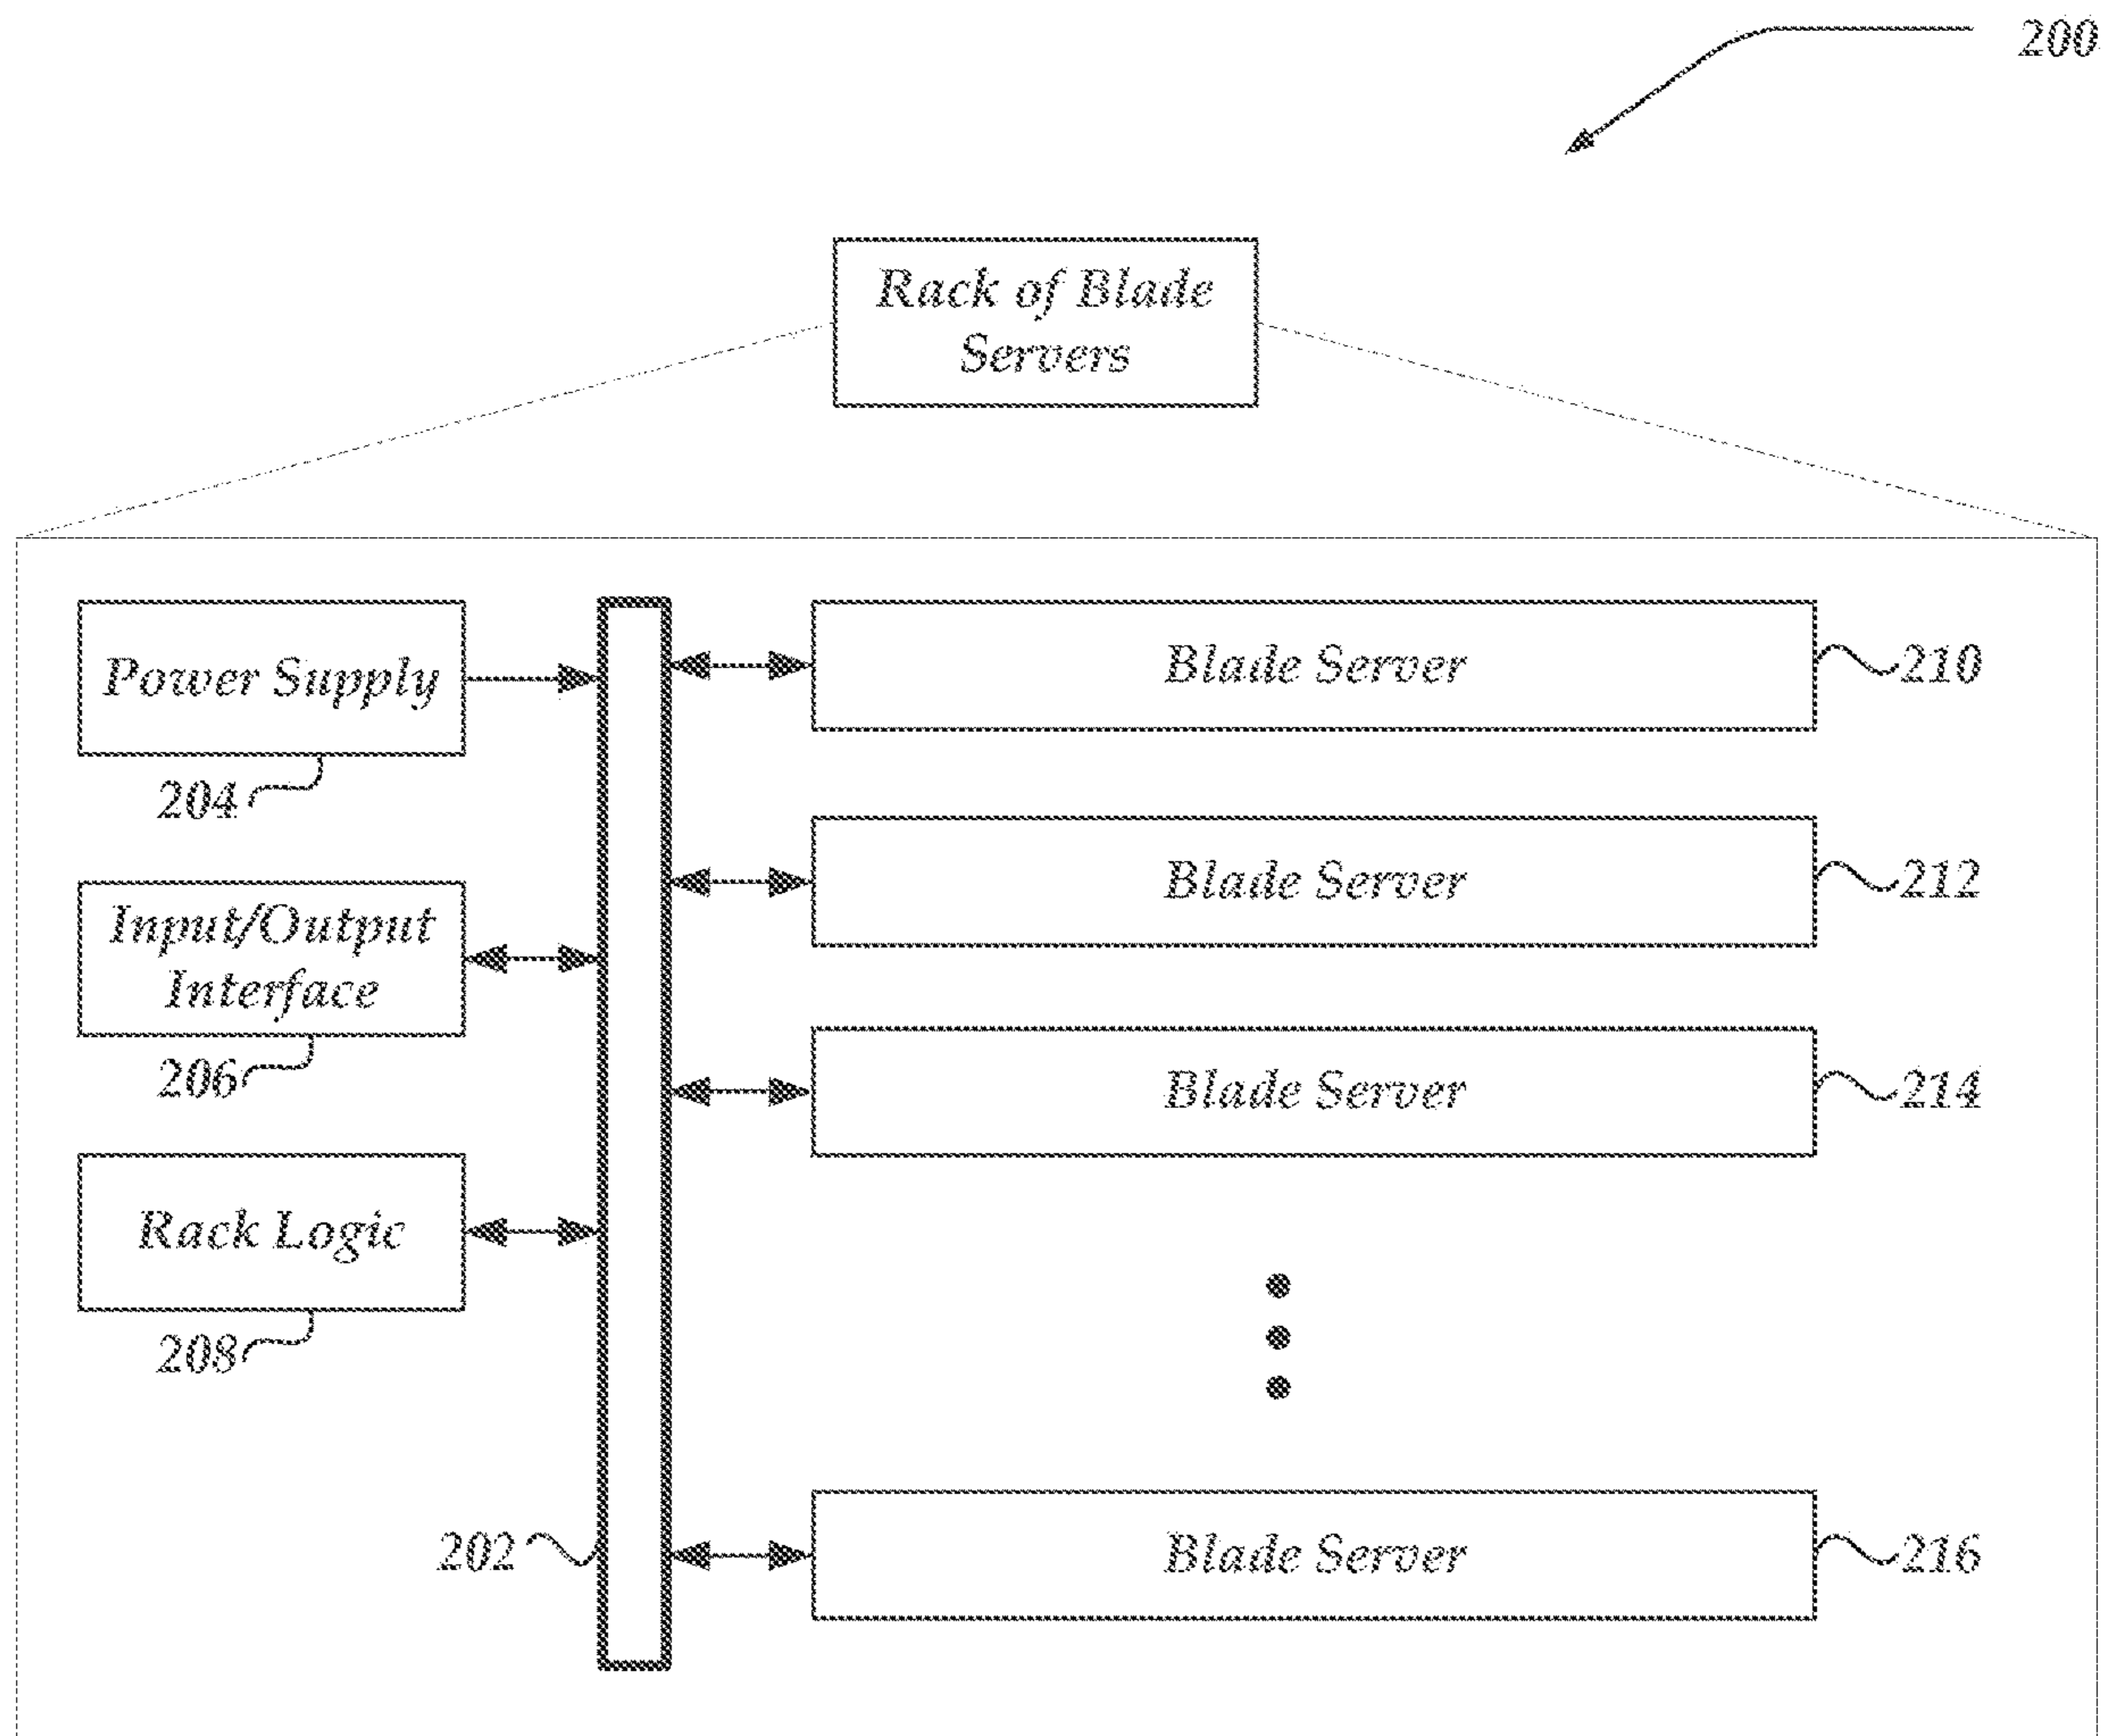 200
Rack of Blade
Servers
Power Supply
204
Input/Output
Interface
206
Rack Logic
208
202
Blade Server
210
Blade Server
212
Blade Server
214
Blade Server
216